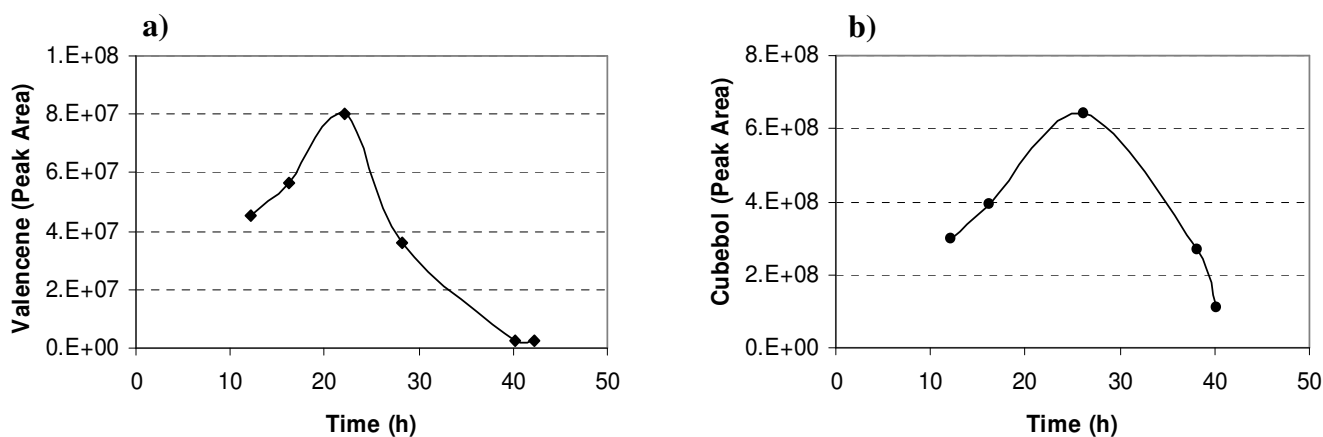 a)
Valencene (Peak Area)
1.E+08
8.E+07
6.E+07
4.E+07
2.E+07
0.E+00
0 10 20 30 40 50
Time (h)
b)
Cubebol (Peak Area)
8.E+08
6.E+08
4.E+08
2.E+08
0.E+00
0 10 20 30 40 50
Time (h)